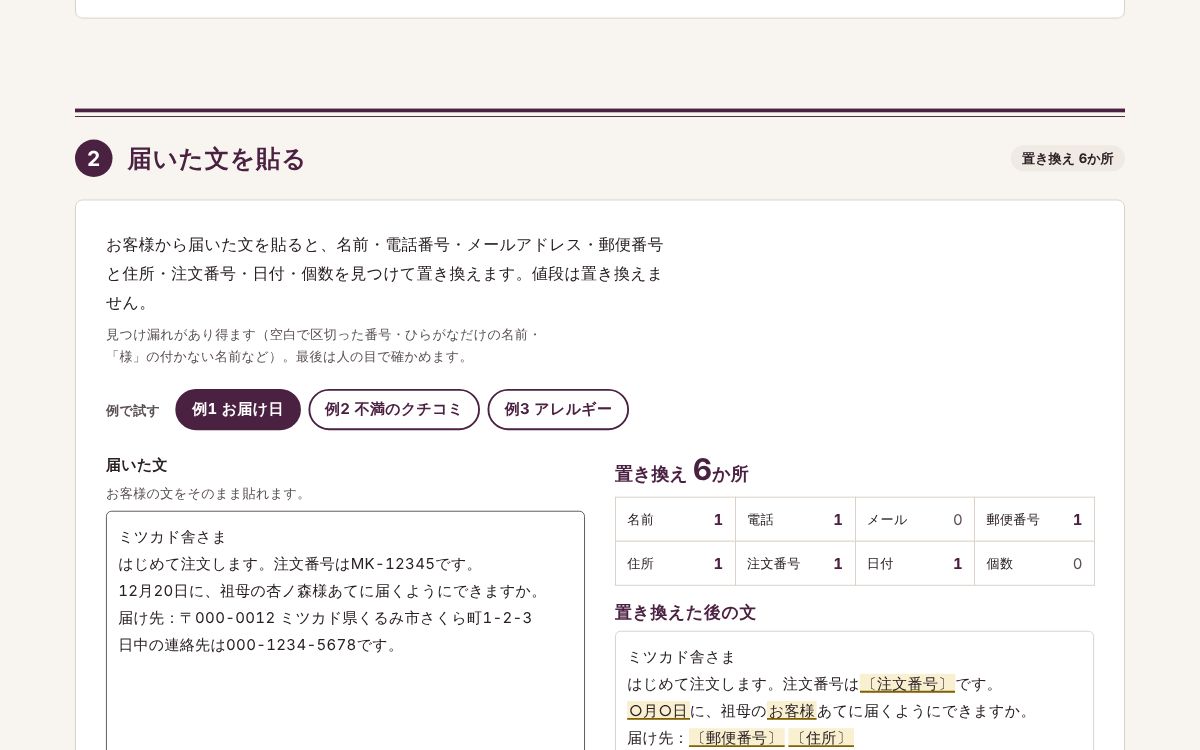 2 届いた文を貼る
置き換え 6か所
お客様から届いた文を貼ると、名前・電話番号・メールアドレス・郵便番号
と住所・注文番号・日付・個数を見つけて置き換えます。値段は置き換えま
せん。
見つけ漏れがあり得ます（空白で区切った番号・ひらがなだけの名前・
「様」の付かない名前など）。最後は人の目で確かめます。
例で試す 例1 お届け日 例2 不満のクチコミ 例3 アレルギー
届いた文
お客様の文をそのまま貼れます。
ミツカド舎さま
はじめて注文します。注文番号はMK-12345です。
12月20日に、祖母の杏ノ森様あてに届くようにできますか。
届け先：〒000-0012 ミツカド県くるみ市さくら町1-2-3
日中の連絡先は000-1234-5678です。
置き換え 6か所
名前 1 電話 1 メール 0 郵便番号 1
住所 1 注文番号 1 日付 1 個数 0
置き換えた後の文
ミツカド舎さま
はじめて注文します。注文番号は〔注文番号〕です。
○月○日に、祖母のお客様あてに届くようにできますか。
届け先：〔郵便番号〕 〔住所〕